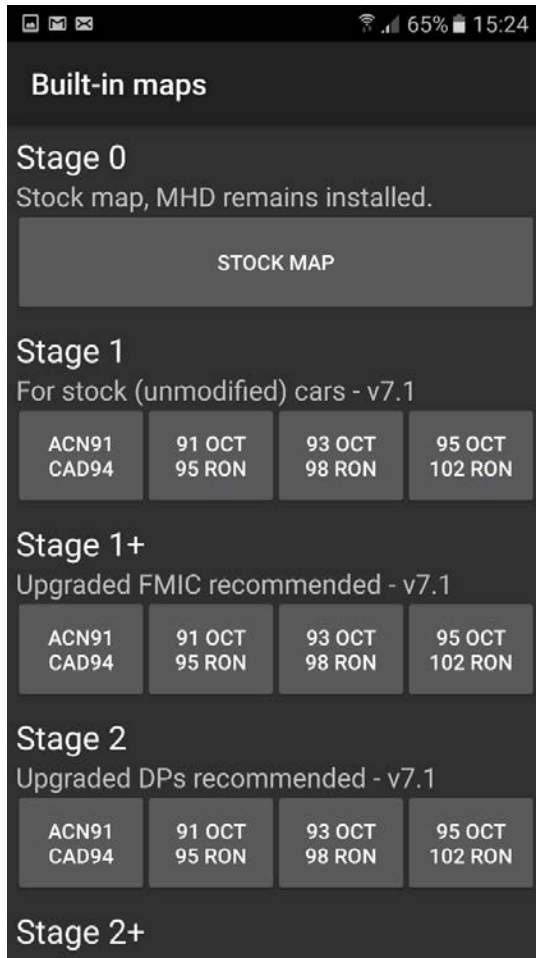 65% 15:24
Built-in maps
Stage 0
Stock map, MHD remains installed.
STOCK MAP
Stage 1
For stock (unmodified) cars - v7.1
ACN91 91 OCT 93 OCT 95 OCT
CAD94 95 RON 98 RON 102 RON
Stage 1+
Upgraded FMIC recommended - v7.1
ACN91 91 OCT 93 OCT 95 OCT
CAD94 95 RON 98 RON 102 RON
Stage 2
Upgraded DPs recommended - v7.1
ACN91 91 OCT 93 OCT 95 OCT
CAD94 95 RON 98 RON 102 RON
Stage 2+